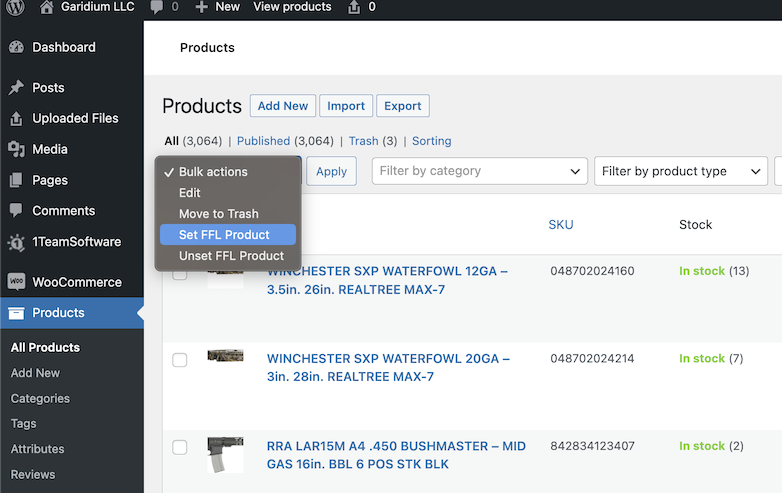 Garidium LLC 0 + New View products 0
Dashboard
Posts
Uploaded Files
Media
Pages
Comments
1TeamSoftware
WooCommerce
Products
All Products
Add New
Categories
Tags
Attributes
Reviews
Products
Products Add New Import Export
All (3,064) | Published (3,064) | Trash (3) | Sorting
✓ Bulk actions
Edit
Move to Trash
Set FFL Product
Unset FFL Product
Apply Filter by category Filter by product type
SKU Stock
WINCHESTER SXP WATERFOWL 12GA – 048702024160 In stock (13)
3.5in. 26in. REALTREE MAX-7
WINCHESTER SXP WATERFOWL 20GA – 048702024214 In stock (7)
3in. 28in. REALTREE MAX-7
RRA LAR15M A4 .450 BUSHMASTER – MID 842834123407 In stock (2)
GAS 16in. BBL 6 POS STK BLK